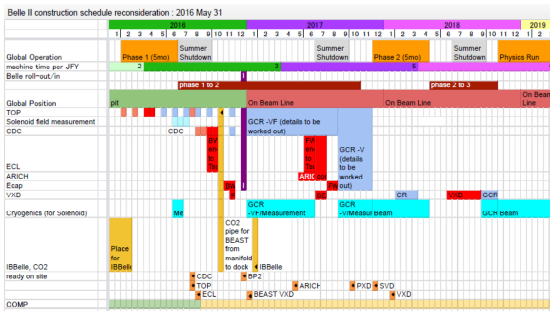 Belle II construction schedule reconsideration : 2016 May 31
2016 2017 2018 2019
1 2 3 4 5 6 7 8 9 10 11 12 1 2 3 4 5 6 7 8 9 10 11 12 1 2 3 4 5 6 7 8 9 10 11 12 1 2
Global Operation
Phase 1 (5mo)
Summer
Shutdown
Summer
Shutdown
Phase 2 (5mo)
Summer
Shutdown
Physics Run
machine time per JFY
Belle roll-out/in
phase 1 to 2
phase 2 to 3
Global Position
pit
On Beam Line
On Beam Line
On Beam
TOP
Solenoid field measurement
GCR -VF (details to be
worked out)
CDC
CDC
GCR -V
(details
to be
worked
out)
ECL
ARICH
ARIC
Ecap
VXD
CR
VXD
GCR
Cryogenics (for Solenoid)
Me
GCR
-VF/Measurement
GCR
-V/Measu
GCR
Beam
GCR Beam
Place
for
IBBelle
CO2
pipe for
BEAST
from
manifold
to dock
IBBelle
IBBelle, CO2
ready on site
CDC
BP2
TOP
ARICH
PXD
SVD
ECL
BEAST VXD
VXD
COMP